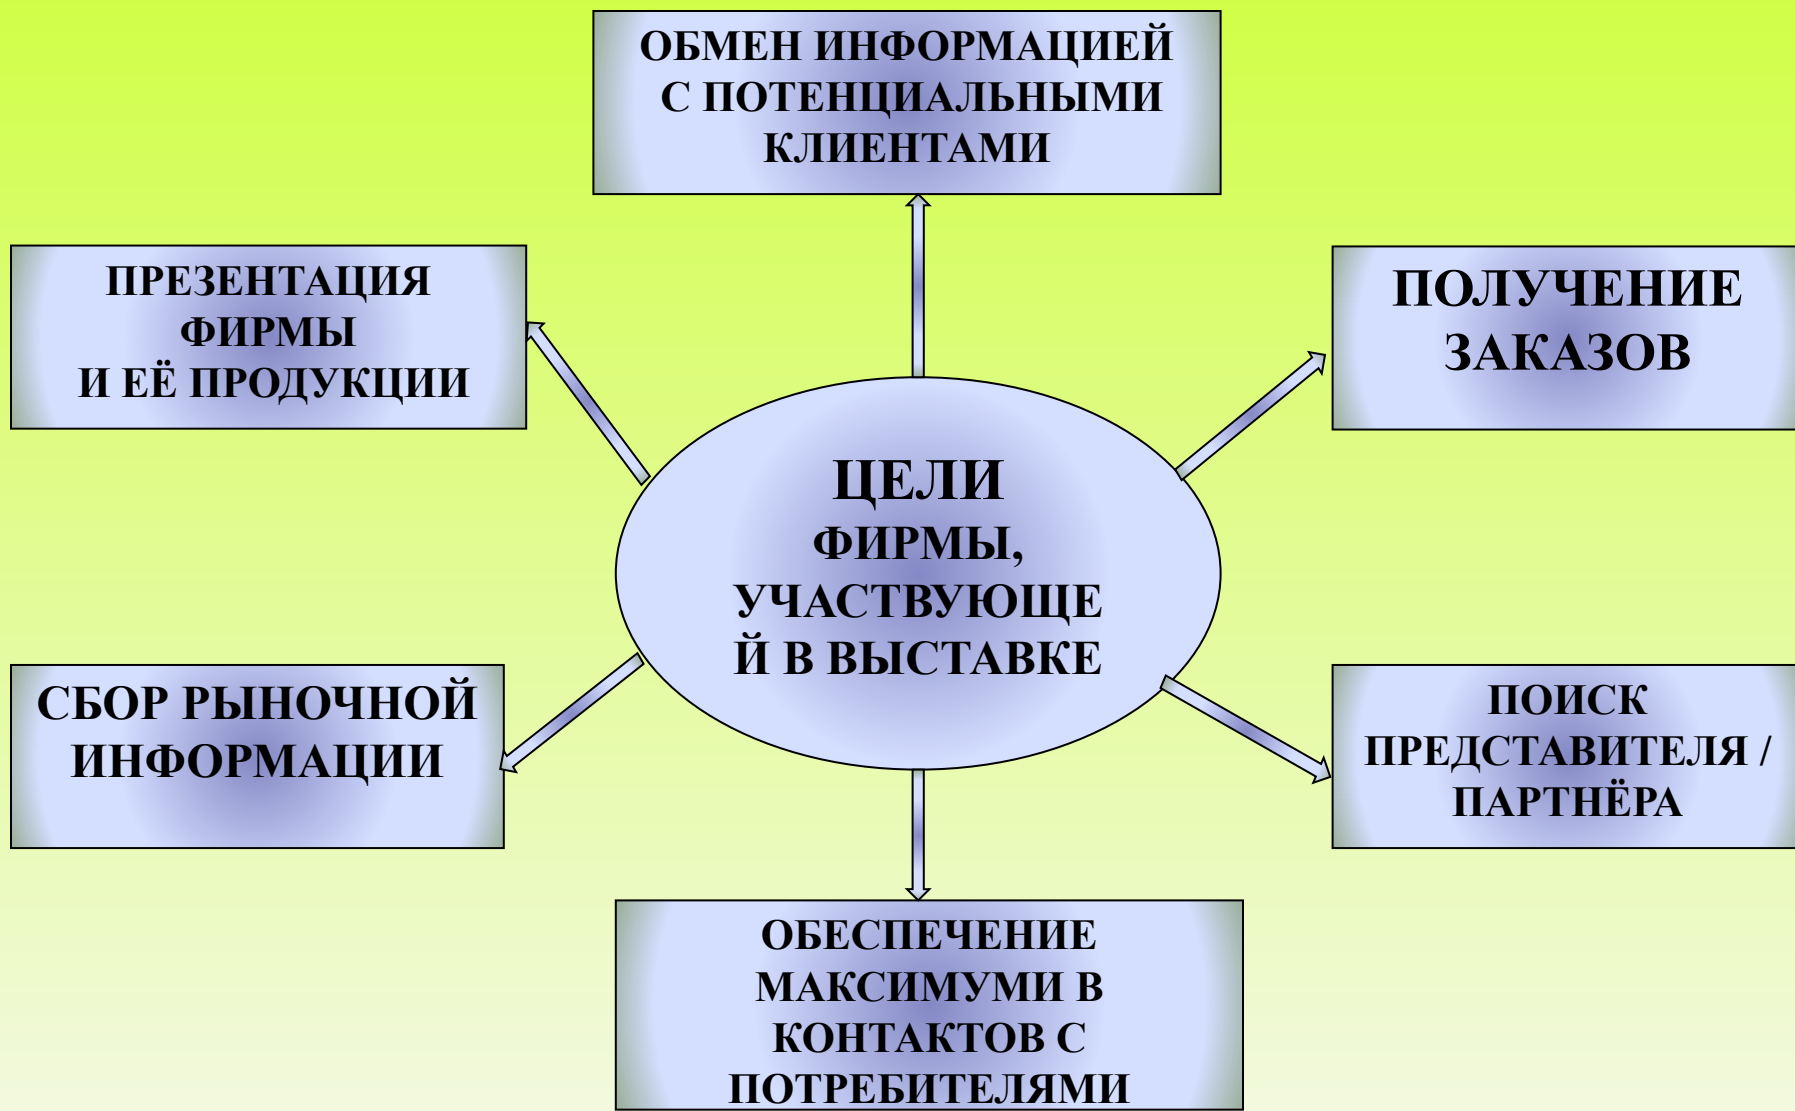 ОБМЕН ИНФОРМАЦИЕЙ
С ПОТЕНЦИАЛЬНЫМИ
КЛИЕНТАМИ
ПРЕЗЕНТАЦИЯ
ФИРМЫ
И ЕЁ ПРОДУКЦИИ
ПОЛУЧЕНИЕ
ЗАКАЗОВ
ЦЕЛИ
ФИРМЫ,
УЧАСТВУЮЩЕ
Й В ВЫСТАВКЕ
СБОР РЫНОЧНОЙ
ИНФОРМАЦИИ
ПОИСК
ПРЕДСТАВИТЕЛЯ /
ПАРТНЁРА
ОБЕСПЕЧЕНИЕ
МАКСИМУМИ В
КОНТАКТОВ С
ПОТРЕБИТЕЛЯМИ